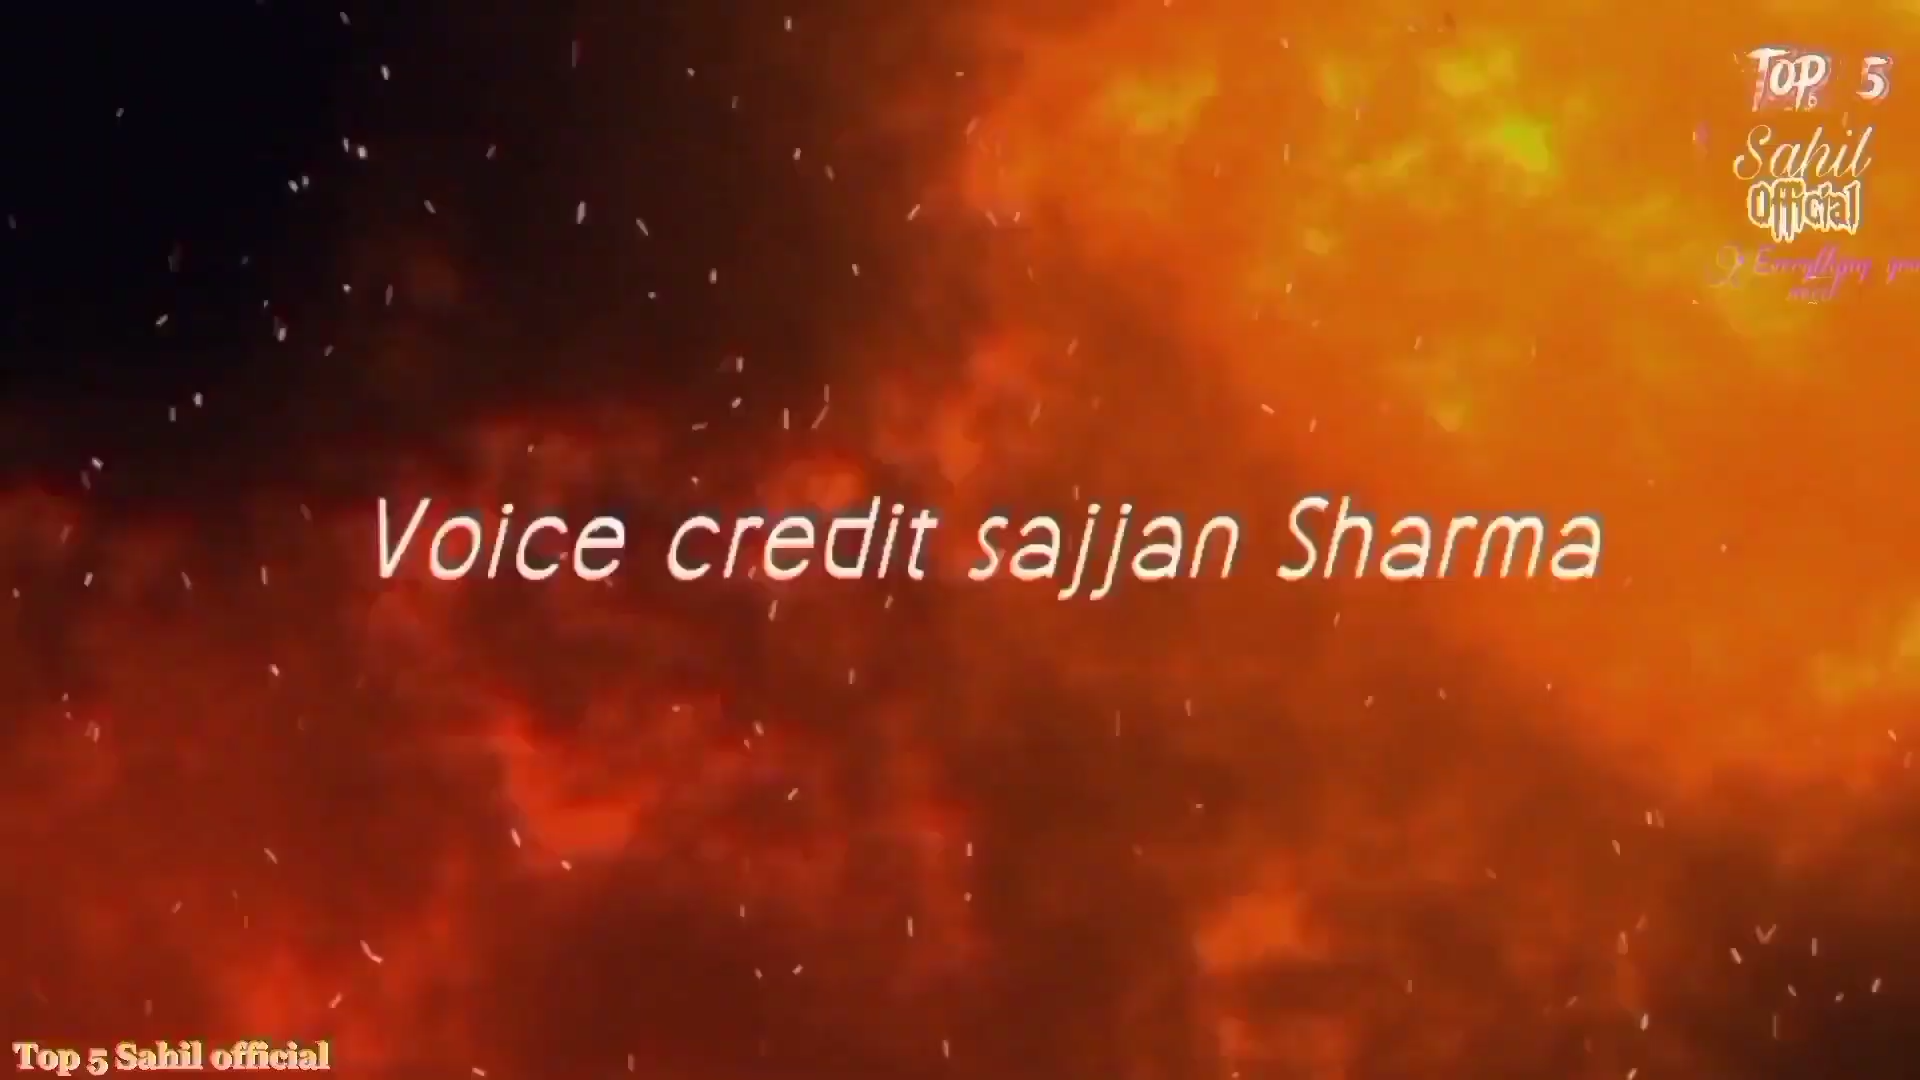 Top 5
Sahil
Official
Voice credit sajjan Sharma
Top 5 Sahil official